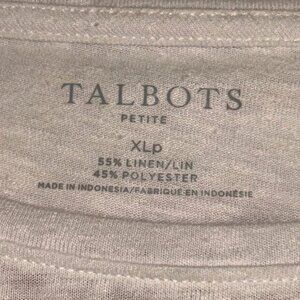 TALBOTS
PETITE
XLp
55% LINEN/LIN
45% POLYESTER
MADE IN INDONESIA/FABRIQUÉ EN INDONÉSIE